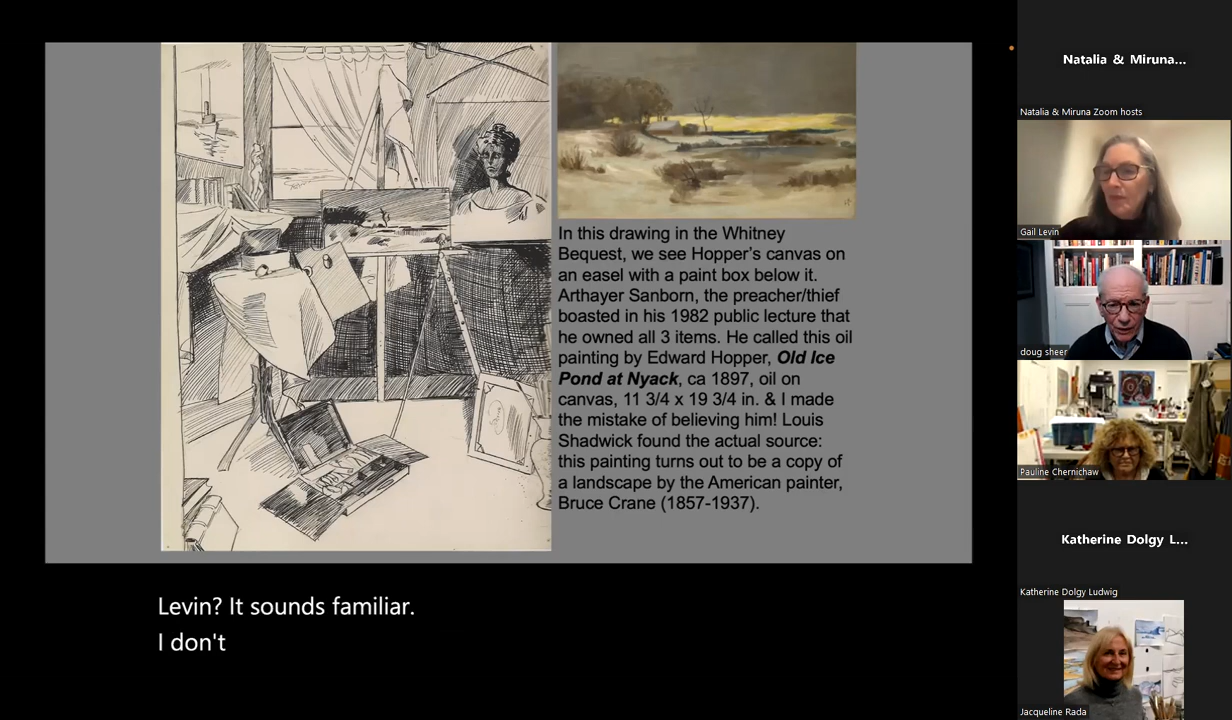 In this drawing in the Whitney
Bequest, we see Hopper's canvas on
an easel with a paint box below it.
Arthayer Sanborn, the preacher/thief
boasted in his 1982 public lecture that
he owned all 3 items. He called this oil
painting by Edward Hopper, Old Ice
Pond at Nyack, ca 1897, oil on
canvas, 11 3/4 x 19 3/4 in. & I made
the mistake of believing him! Louis
Shadwick found the actual source:
this painting turns out to be a copy of
a landscape by the American painter,
Bruce Crane (1857-1937).
Levin? It sounds familiar.
I don't
Natalia & Miruna...
Natalia & Miruna Zoom hosts
Gail Levin
doug sheer
Pauline Chernichaw
Katherine Dolgy L...
Katherine Dolgy Ludwig
Jacqueline Rada